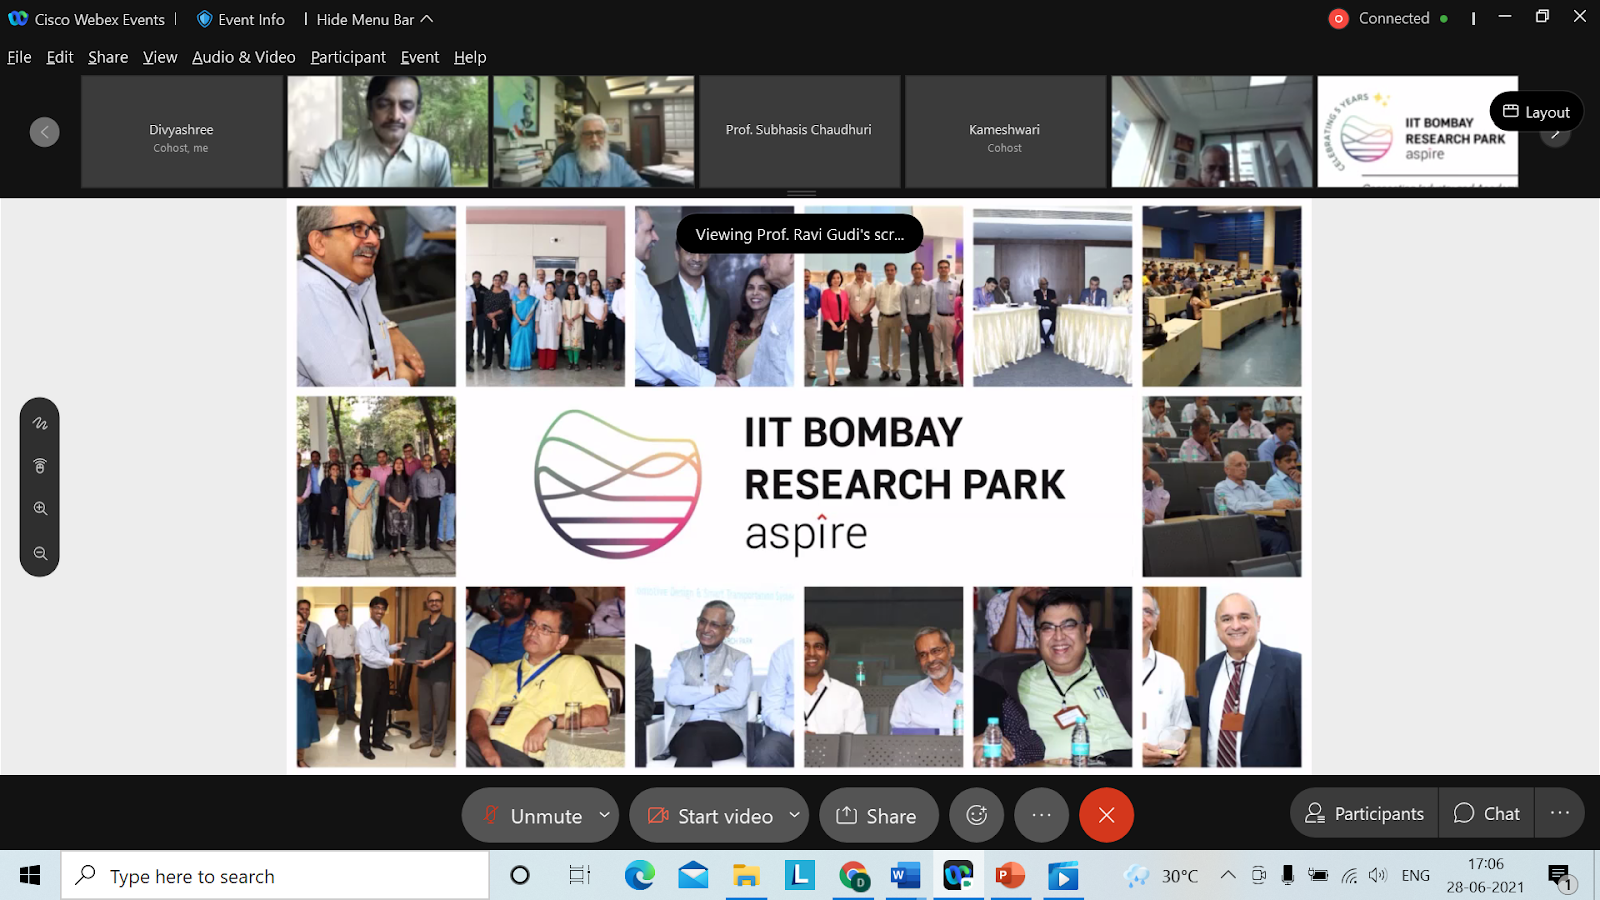 Cisco Webex Events
Event Info
Hide Menu Bar
Connected
File Edit Share View Audio & Video Participant Event Help
Divyashree
Cohost, me
Prof. Subhasis Chaudhuri
Kameshwari
Cohost
CELEBRATING 5 YEARS
IIT BOMBAY
RESEARCH PARK
aspîre
Layout
Viewing Prof. Ravi Gudi's scr...
IIT BOMBAY
RESEARCH PARK
aspîre
Unmute
Start video
Share
Participants
Chat
Type here to search
30°C
ENG
17:06
28-06-2021
1